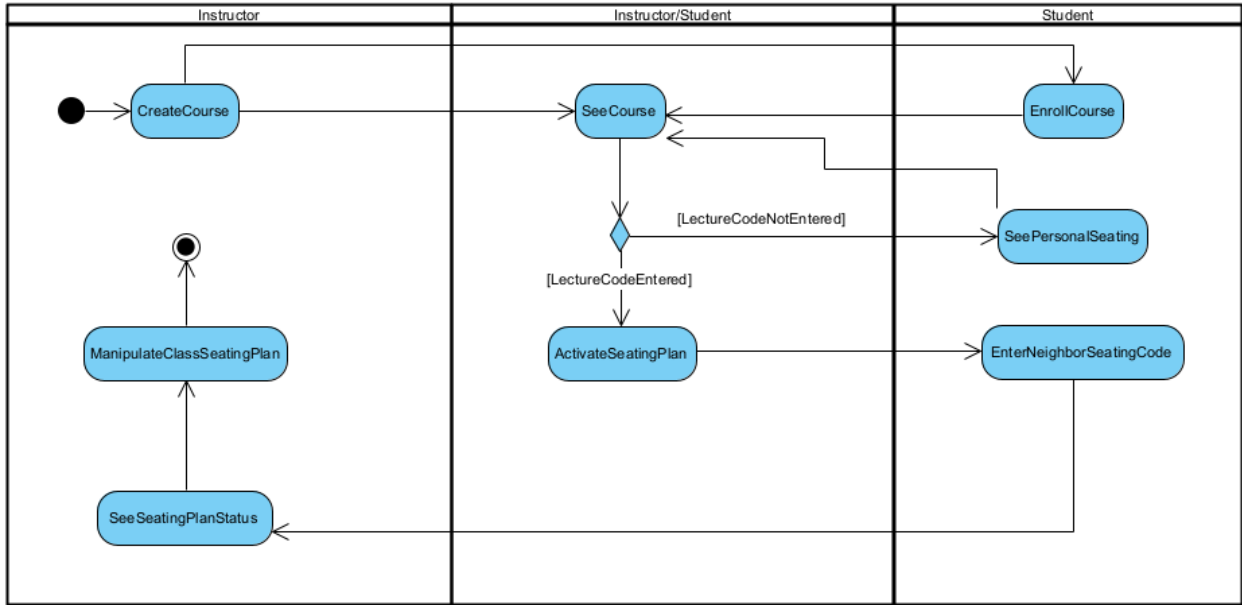 Instructor
Instructor/Student
Student
CreateCourse
SeeCourse
EnrollCourse
[LectureCodeNotEntered]
SeePersonalSeating
[LectureCodeEntered]
ManipulateClassSeatingPlan
ActivateSeatingPlan
EnterNeighborSeatingCode
SeeSeatingPlanStatus